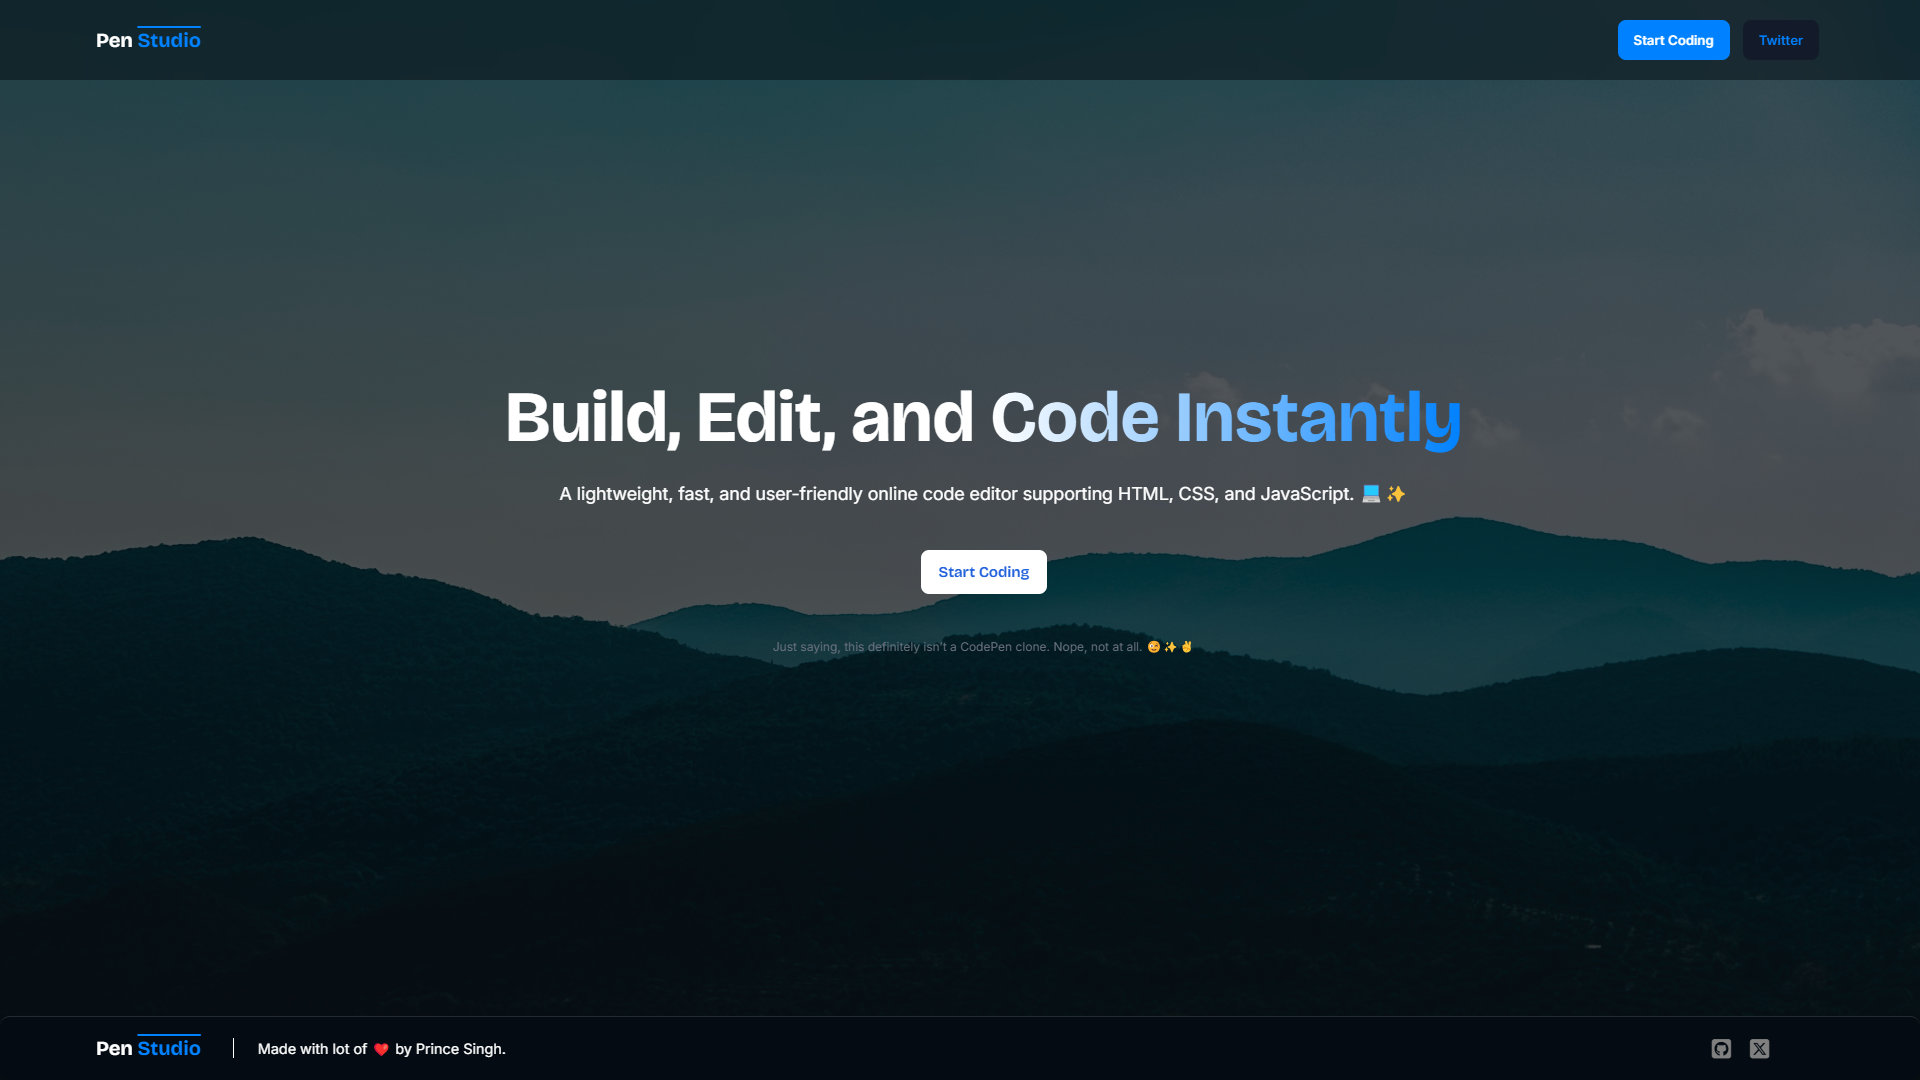 Pen Studio
Start Coding
Twitter
Build, Edit, and Code Instantly
A lightweight, fast, and user-friendly online code editor supporting HTML, CSS, and JavaScript. 💻✨
Start Coding
Just saying, this definitely isn't a CodePen clone. Nope, not at all. 🧐✨✌️
Pen Studio
Made with lot of ❤️ by Prince Singh.